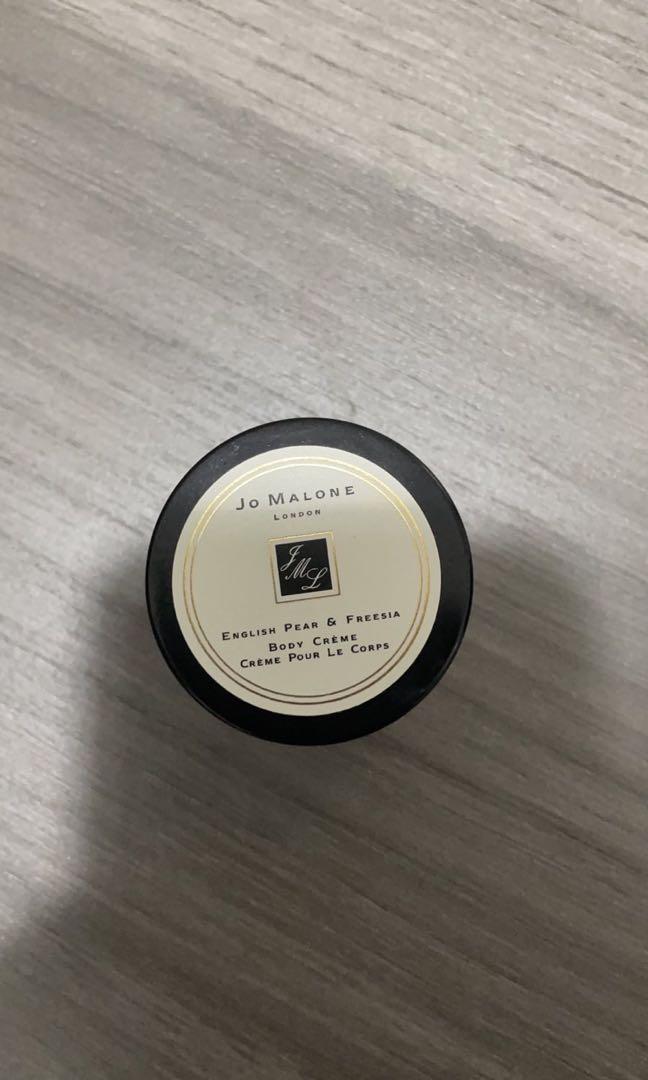 Jo Malone
London
JML
English Pear & Freesia
Body Crème
Crème Pour Le Corps